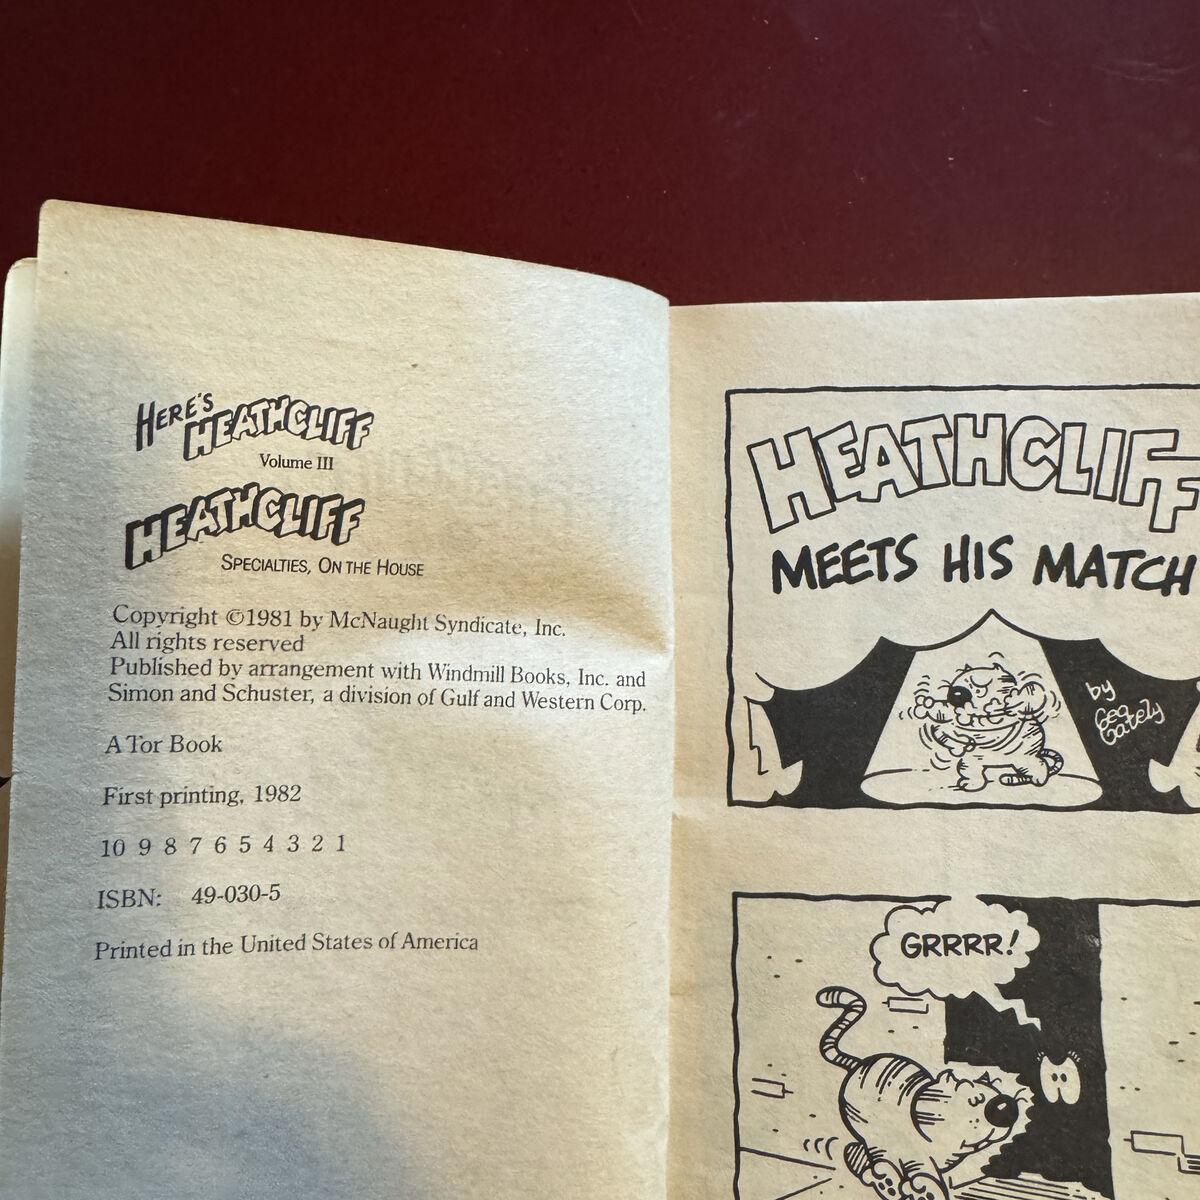 HERE'S
HEATHCLIFF
Volume III
HEATHCLIFF
SPECIALTIES, ON THE HOUSE
Copyright ©1981 by McNaught Syndicate, Inc.
All rights reserved
Published by arrangement with Windmill Books, Inc. and
Simon and Schuster, a division of Gulf and Western Corp.
A Tor Book
First printing, 1982
10 9 8 7 6 5 4 3 2 1
ISBN: 49-030-5
Printed in the United States of America
HEATHCLIFF
MEETS HIS MATCH
by
Geo
Gately
GRRRR!